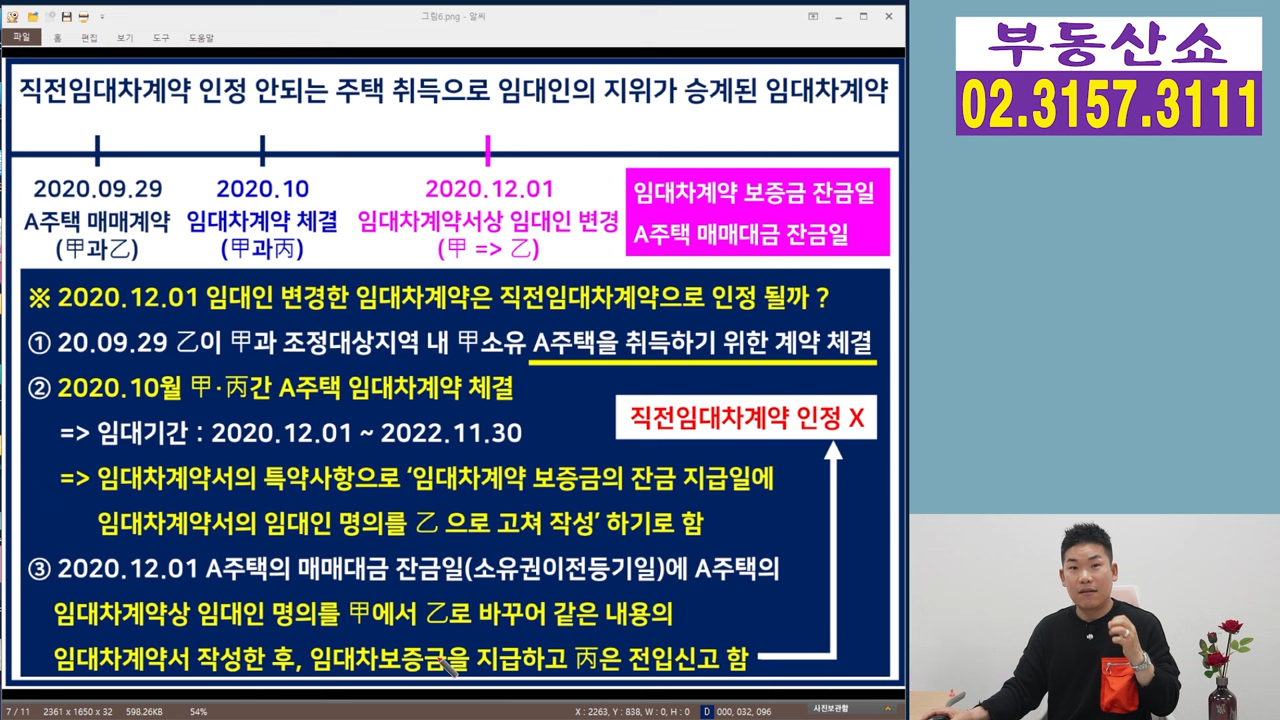 그림6.png - 알씨
파일 홈 편집 보기 도구 도움말
부동산쇼
02.3157.3111
직전임대차계약 인정 안되는 주택 취득으로 임대인의 지위가 승계된 임대차계약
2020.09.29
A주택 매매계약
(甲과乙)
2020.10
임대차계약 체결
(甲과丙)
2020.12.01
임대차계약서상 임대인 변경
(甲 => 乙)
임대차계약 보증금 잔금일
A주택 매매대금 잔금일
※ 2020.12.01 임대인 변경한 임대차계약은 직전임대차계약으로 인정 될까 ?
① 20.09.29 乙이 甲과 조정대상지역 내 甲소유 A주택을 취득하기 위한 계약 체결
② 2020.10월 甲·丙간 A주택 임대차계약 체결
직전임대차계약 인정 X
=> 임대기간 : 2020.12.01 ~ 2022.11.30
=> 임대차계약서의 특약사항으로 ‘임대차계약 보증금의 잔금 지급일에
임대차계약서의 임대인 명의를 乙 으로 고쳐 작성’ 하기로 함
③ 2020.12.01 A주택의 매매대금 잔금일(소유권이전등기일)에 A주택의
임대차계약상 임대인 명의를 甲에서 乙로 바꾸어 같은 내용의
임대차계약서 작성한 후, 임대차보증금을 지급하고 丙은 전입신고 함
7 / 11 2361 x 1650 x 32 598.26KB 54% X : 2263, Y : 838, W : 0, H : 0 D 000, 032, 096 사진보관함